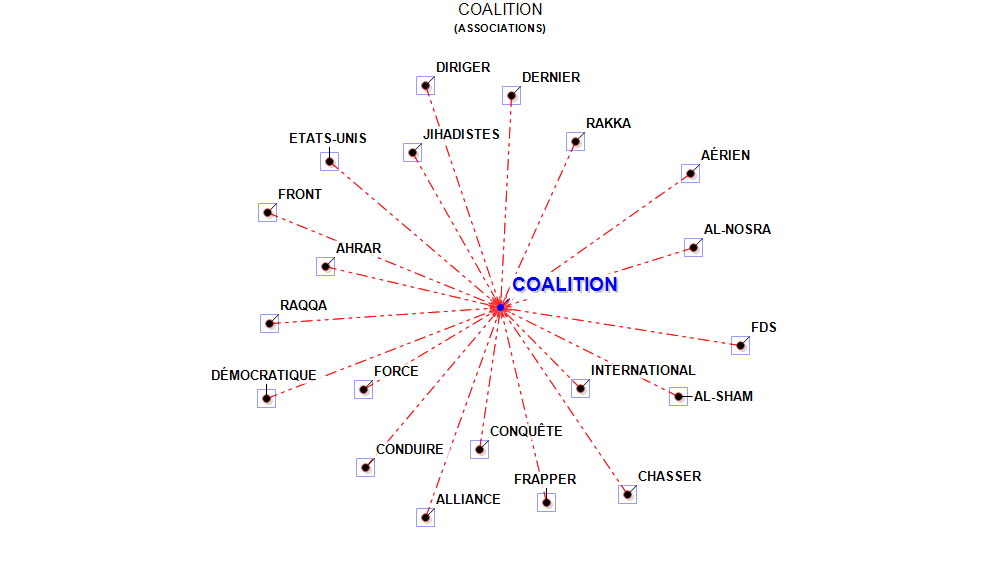 COALITION
(ASSOCIATIONS)
DIRIGER
DERNIER
RAKKA
ETATS-UNIS
JIHADISTES
AÉRIEN
FRONT
AL-NOSRA
AHRAR
COALITION
RAQQA
FDS
DÉMOCRATIQUE
FORCE
INTERNATIONAL
AL-SHAM
CONQUÊTE
CONDUIRE
FRAPPER
CHASSER
ALLIANCE